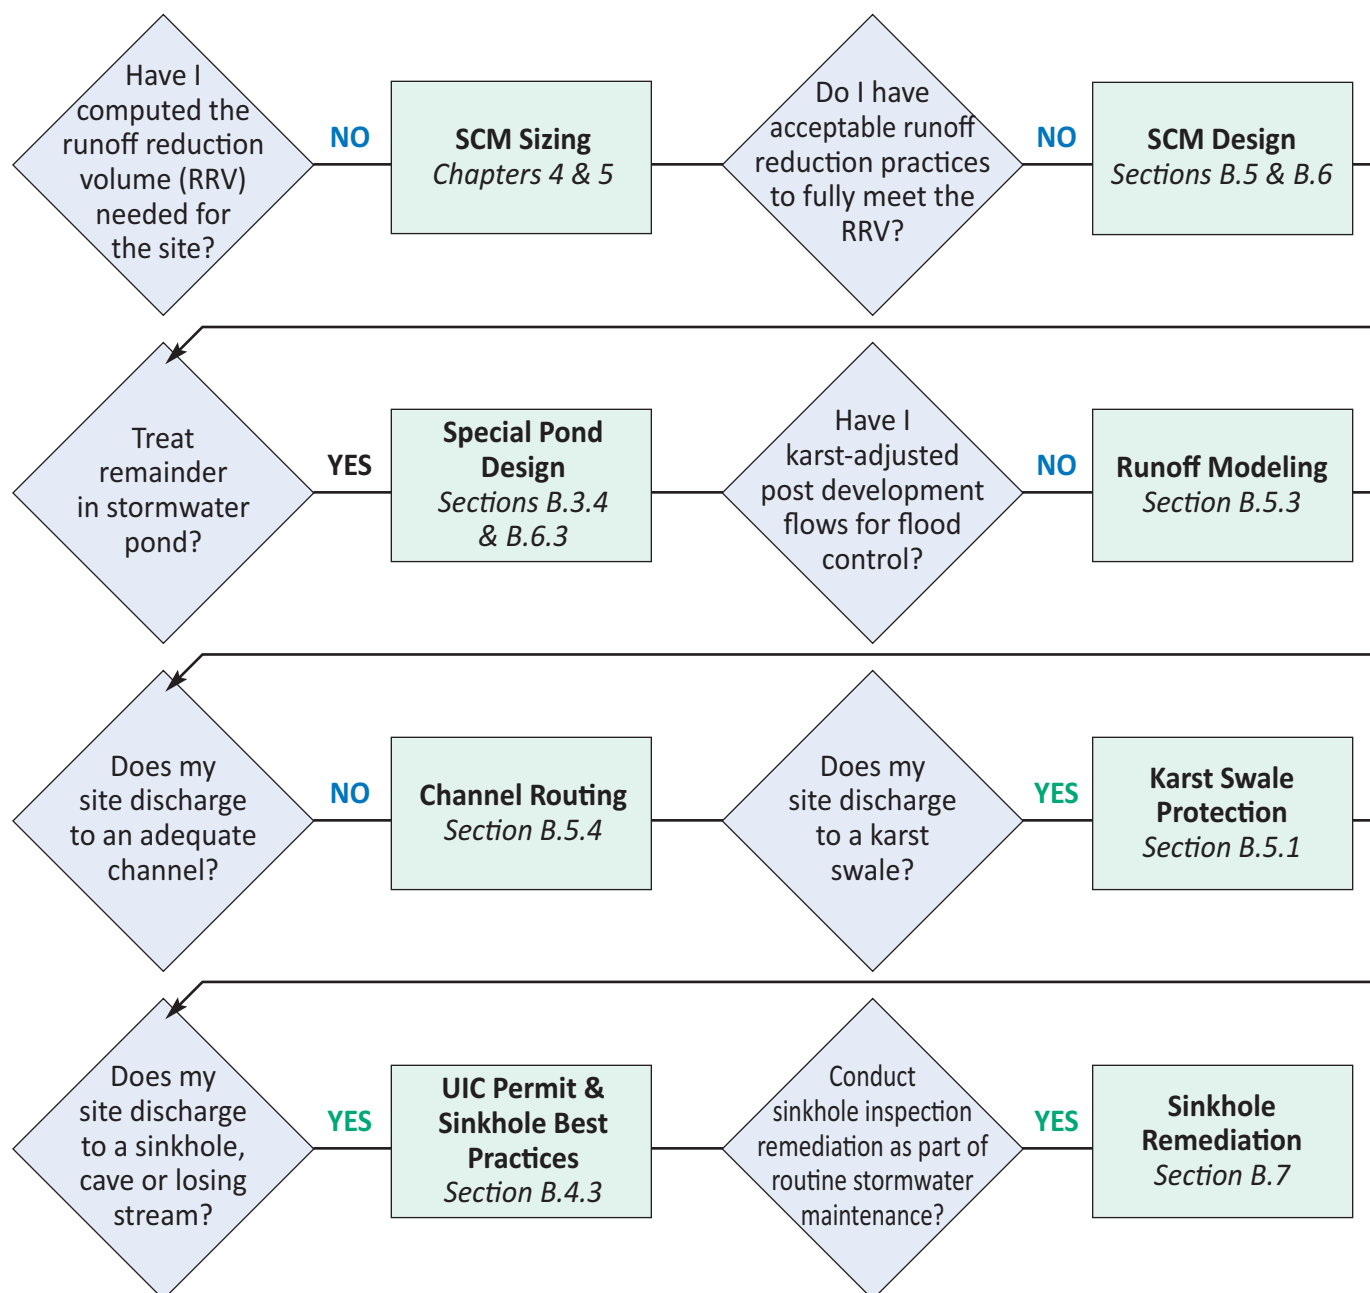 Have I
computed the
runoff reduction
volume (RRV)
needed for
the site?
NO
SCM Sizing
Chapters 4 & 5
Do I have
acceptable runoff
reduction practices
to fully meet the
RRV?
NO
SCM Design
Sections B.5 & B.6
Treat
remainder
in stormwater
pond?
YES
Special Pond
Design
Sections B.3.4
& B.6.3
Have I
karst-adjusted
post development
flows for flood
control?
NO
Runoff Modeling
Section B.5.3
Does my
site discharge
to an adequate
channel?
NO
Channel Routing
Section B.5.4
Does my
site discharge
to a karst
swale?
YES
Karst Swale
Protection
Section B.5.1
Does my
site discharge
to a sinkhole,
cave or losing
stream?
YES
UIC Permit &
Sinkhole Best
Practices
Section B.4.3
Conduct
sinkhole inspection
remediation as part of
routine stormwater
maintenance?
YES
Sinkhole
Remediation
Section B.7